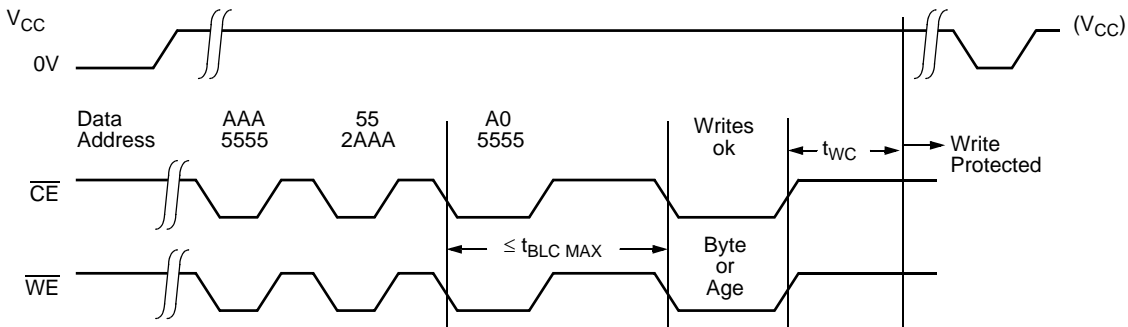 VCC (VCC)
0V
Data AAA 55 A0 Writes
Address 5555 2AAA 5555 ok
tWC Write
Protected
CE
≤ tBLC MAX Byte
or
WE Age